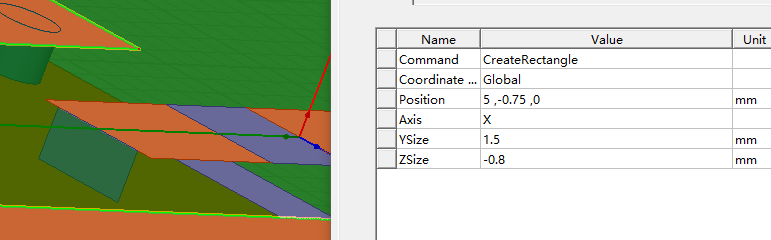 Name Value Unit
Command CreateRectangle
Coordinate ... Global
Position 5 ,-0.75 ,0 mm
Axis X
YSize 1.5 mm
ZSize -0.8 mm